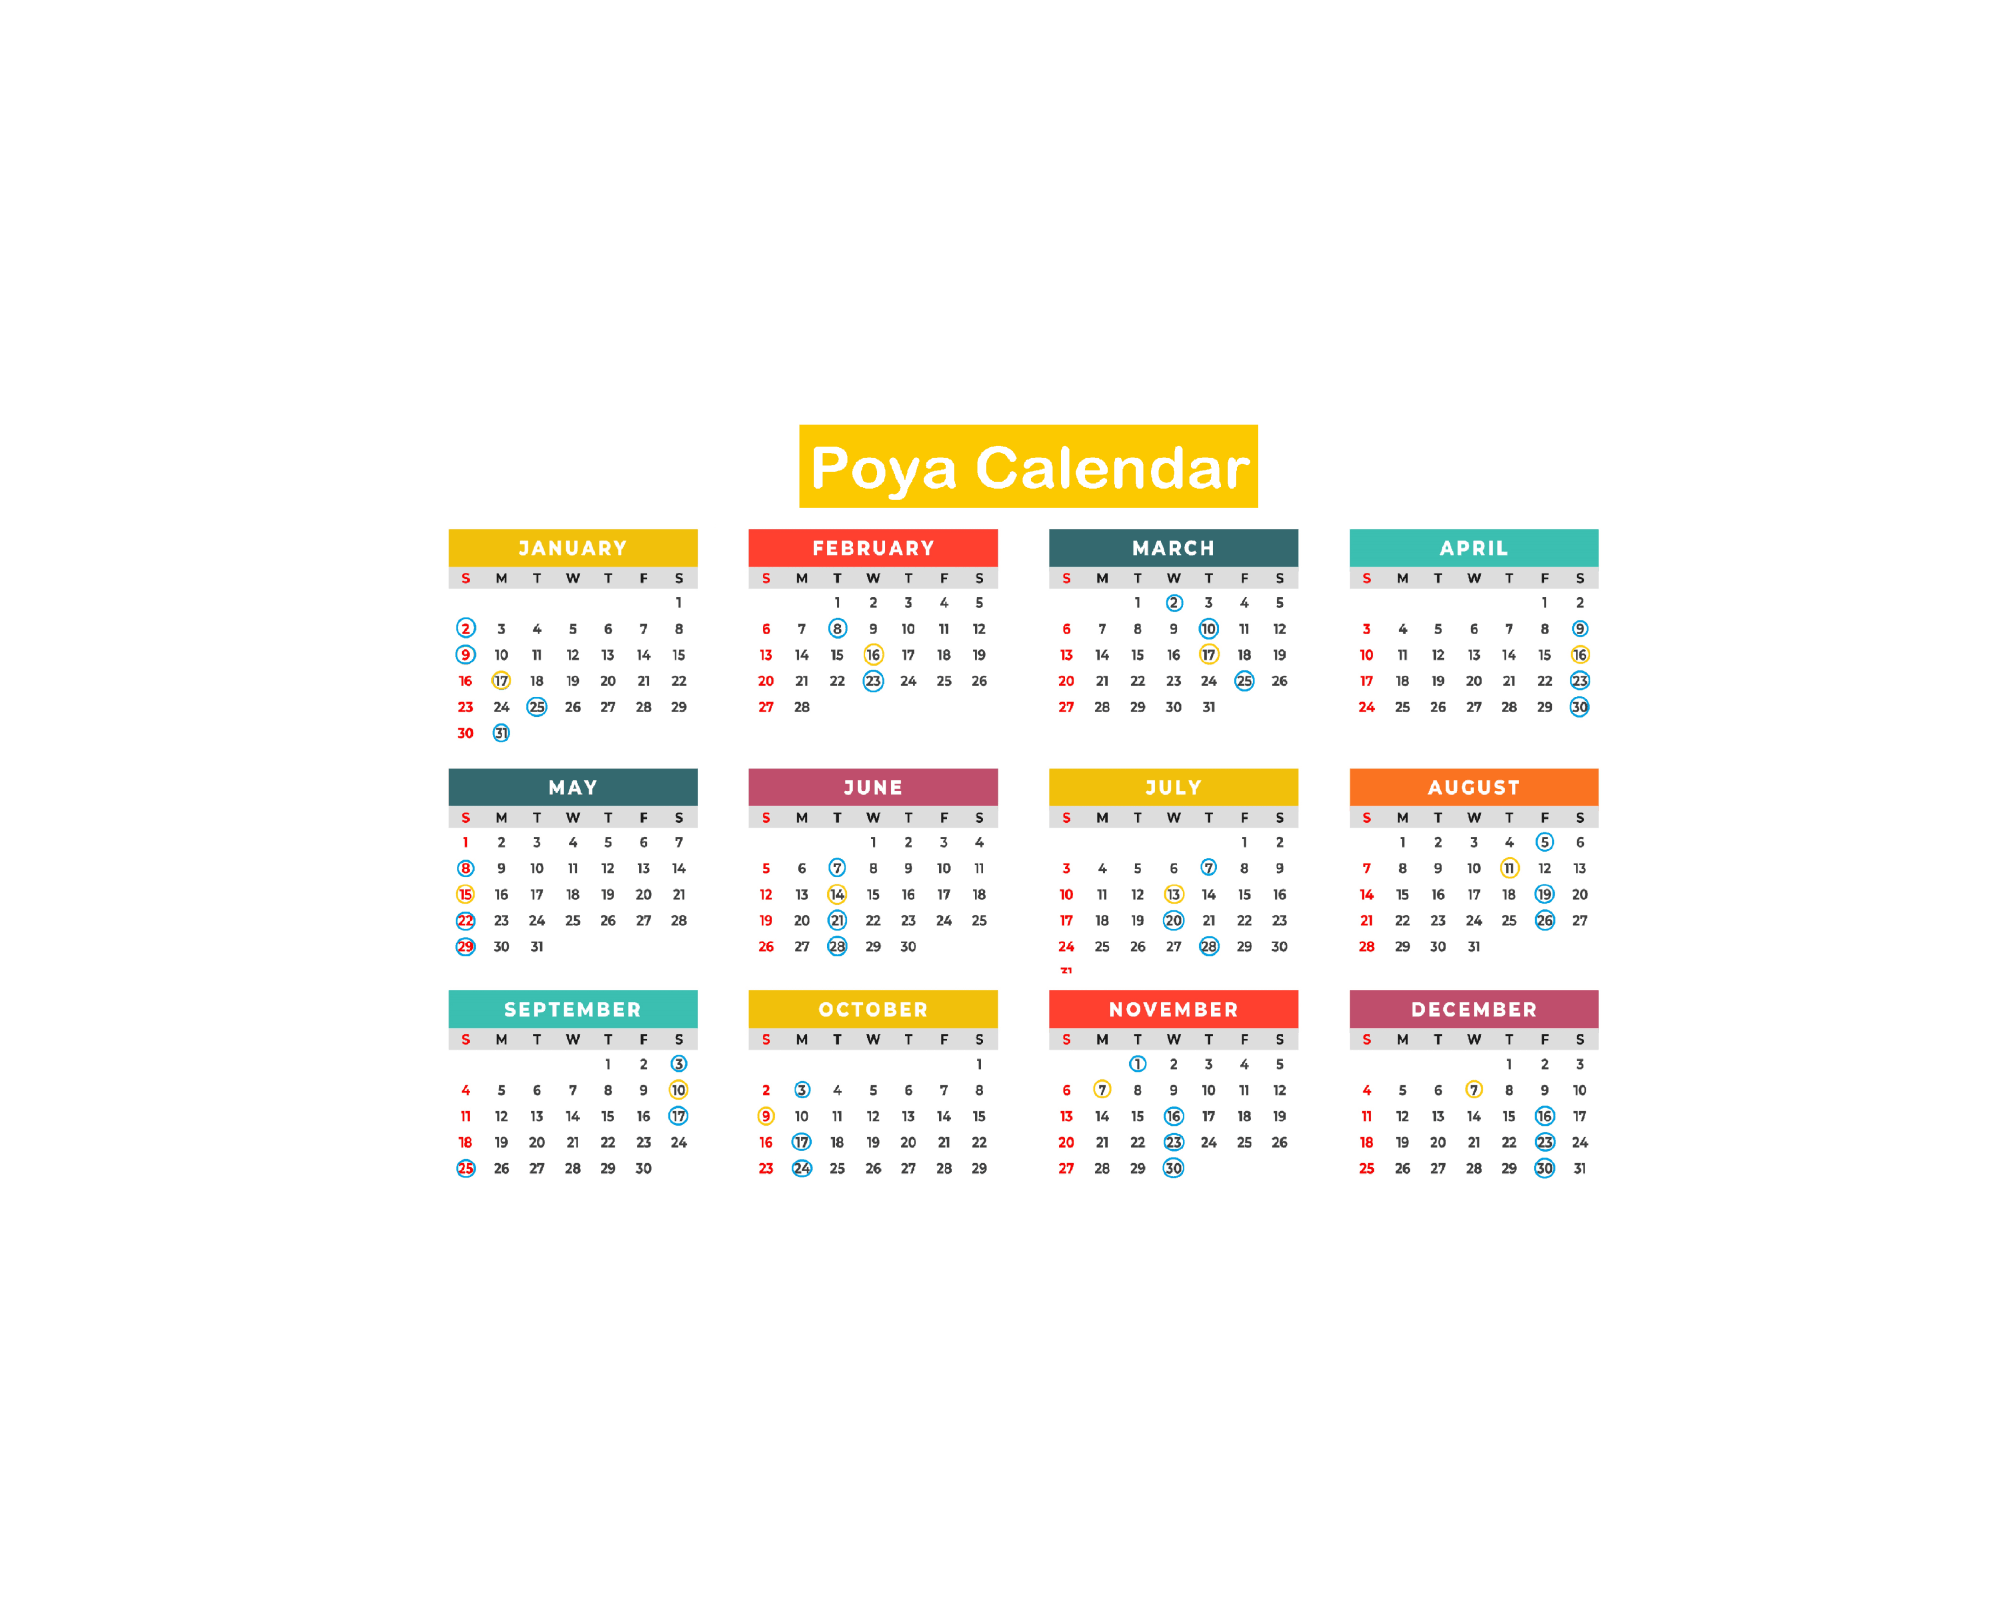 Poya Calendar
JANUARY
S M T W T F S
1
2 3 4 5 6 7 8
9 10 11 12 13 14 15
16 17 18 19 20 21 22
23 24 25 26 27 28 29
30 31
FEBRUARY
S M T W T F S
1 2 3 4 5
6 7 8 9 10 11 12
13 14 15 16 17 18 19
20 21 22 23 24 25 26
27 28
MARCH
S M T W T F S
1 2 3 4 5
6 7 8 9 10 11 12
13 14 15 16 17 18 19
20 21 22 23 24 25 26
27 28 29 30 31
APRIL
S M T W T F S
1 2
3 4 5 6 7 8 9
10 11 12 13 14 15 16
17 18 19 20 21 22 23
24 25 26 27 28 29 30
MAY
S M T W T F S
1 2 3 4 5 6 7
8 9 10 11 12 13 14
15 16 17 18 19 20 21
22 23 24 25 26 27 28
29 30 31
JUNE
S M T W T F S
1 2 3 4
5 6 7 8 9 10 11
12 13 14 15 16 17 18
19 20 21 22 23 24 25
26 27 28 29 30
JULY
S M T W T F S
1 2
3 4 5 6 7 8 9
10 11 12 13 14 15 16
17 18 19 20 21 22 23
24 25 26 27 28 29 30
31
AUGUST
S M T W T F S
1 2 3 4 5 6
7 8 9 10 11 12 13
14 15 16 17 18 19 20
21 22 23 24 25 26 27
28 29 30 31
SEPTEMBER
S M T W T F S
1 2 3
4 5 6 7 8 9 10
11 12 13 14 15 16 17
18 19 20 21 22 23 24
25 26 27 28 29 30
OCTOBER
S M T W T F S
1
2 3 4 5 6 7 8
9 10 11 12 13 14 15
16 17 18 19 20 21 22
23 24 25 26 27 28 29
NOVEMBER
S M T W T F S
1 2 3 4 5
6 7 8 9 10 11 12
13 14 15 16 17 18 19
20 21 22 23 24 25 26
27 28 29 30
DECEMBER
S M T W T F S
1 2 3
4 5 6 7 8 9 10
11 12 13 14 15 16 17
18 19 20 21 22 23 24
25 26 27 28 29 30 31